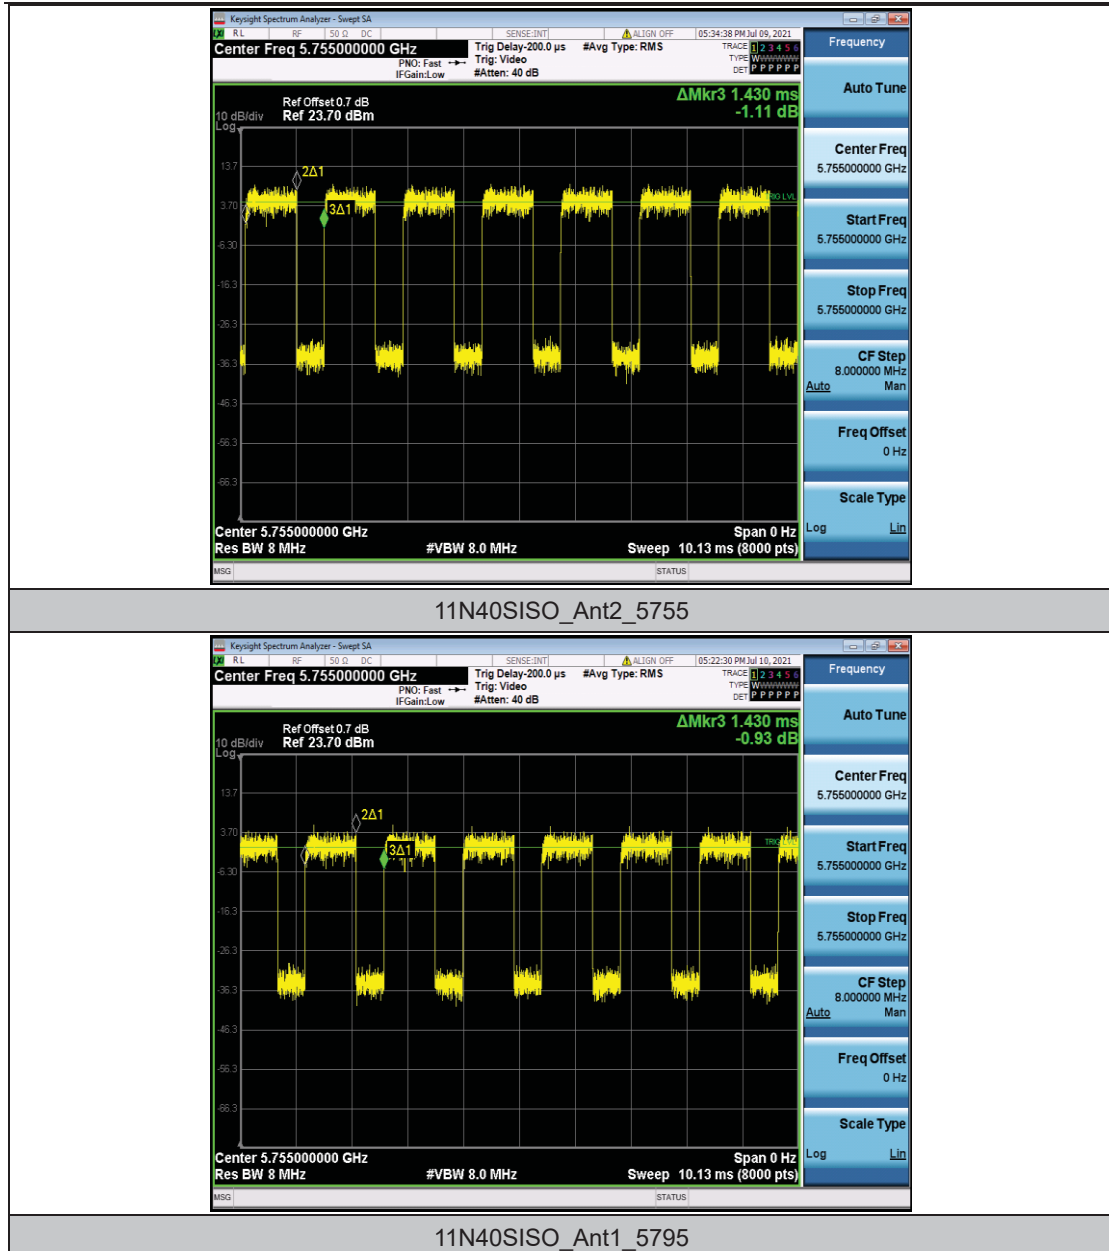 Keysight Spectrum Analyzer - Swept SA
LXI RL RF 50 Ω DC SENSE:INT ALIGN OFF 05:34:38 PM Jul 09, 2021
Center Freq 5.755000000 GHz
PNO: Fast
IFGain:Low
Trig Delay-200.0 µs
Trig: Video
#Atten: 40 dB
#Avg Type: RMS
TRACE 1 2 3 4 5 6
TYPE W
DET P P P P P P
Frequency
ΔMkr3 1.430 ms
-1.11 dB
Ref Offset 0.7 dB
10 dB/div Ref 23.70 dBm
Log
13.7
3.70
-6.30
-16.3
-26.3
-36.3
-46.3
-56.3
-66.3
2Δ1
3Δ1
TRIG LVL
Auto Tune
Center Freq
5.755000000 GHz
Start Freq
5.755000000 GHz
Stop Freq
5.755000000 GHz
CF Step
8.000000 MHz
Auto Man
Freq Offset
0 Hz
Scale Type
Log Lin
Center 5.755000000 GHz Span 0 Hz
Res BW 8 MHz #VBW 8.0 MHz Sweep 10.13 ms (8000 pts)
MSG STATUS
11N40SISO_Ant2_5755
Keysight Spectrum Analyzer - Swept SA
LXI RL RF 50 Ω DC SENSE:INT ALIGN OFF 05:22:30 PM Jul 10, 2021
Center Freq 5.755000000 GHz
PNO: Fast
IFGain:Low
Trig Delay-200.0 µs
Trig: Video
#Atten: 40 dB
#Avg Type: RMS
TRACE 1 2 3 4 5 6
TYPE W
DET P P P P P P
Frequency
ΔMkr3 1.430 ms
-0.93 dB
Ref Offset 0.7 dB
10 dB/div Ref 23.70 dBm
Log
13.7
3.70
-6.30
-16.3
-26.3
-36.3
-46.3
-56.3
-66.3
2Δ1
3Δ1
TRIG LVL
Auto Tune
Center Freq
5.755000000 GHz
Start Freq
5.755000000 GHz
Stop Freq
5.755000000 GHz
CF Step
8.000000 MHz
Auto Man
Freq Offset
0 Hz
Scale Type
Log Lin
Center 5.755000000 GHz Span 0 Hz
Res BW 8 MHz #VBW 8.0 MHz Sweep 10.13 ms (8000 pts)
MSG STATUS
11N40SISO_Ant1_5795